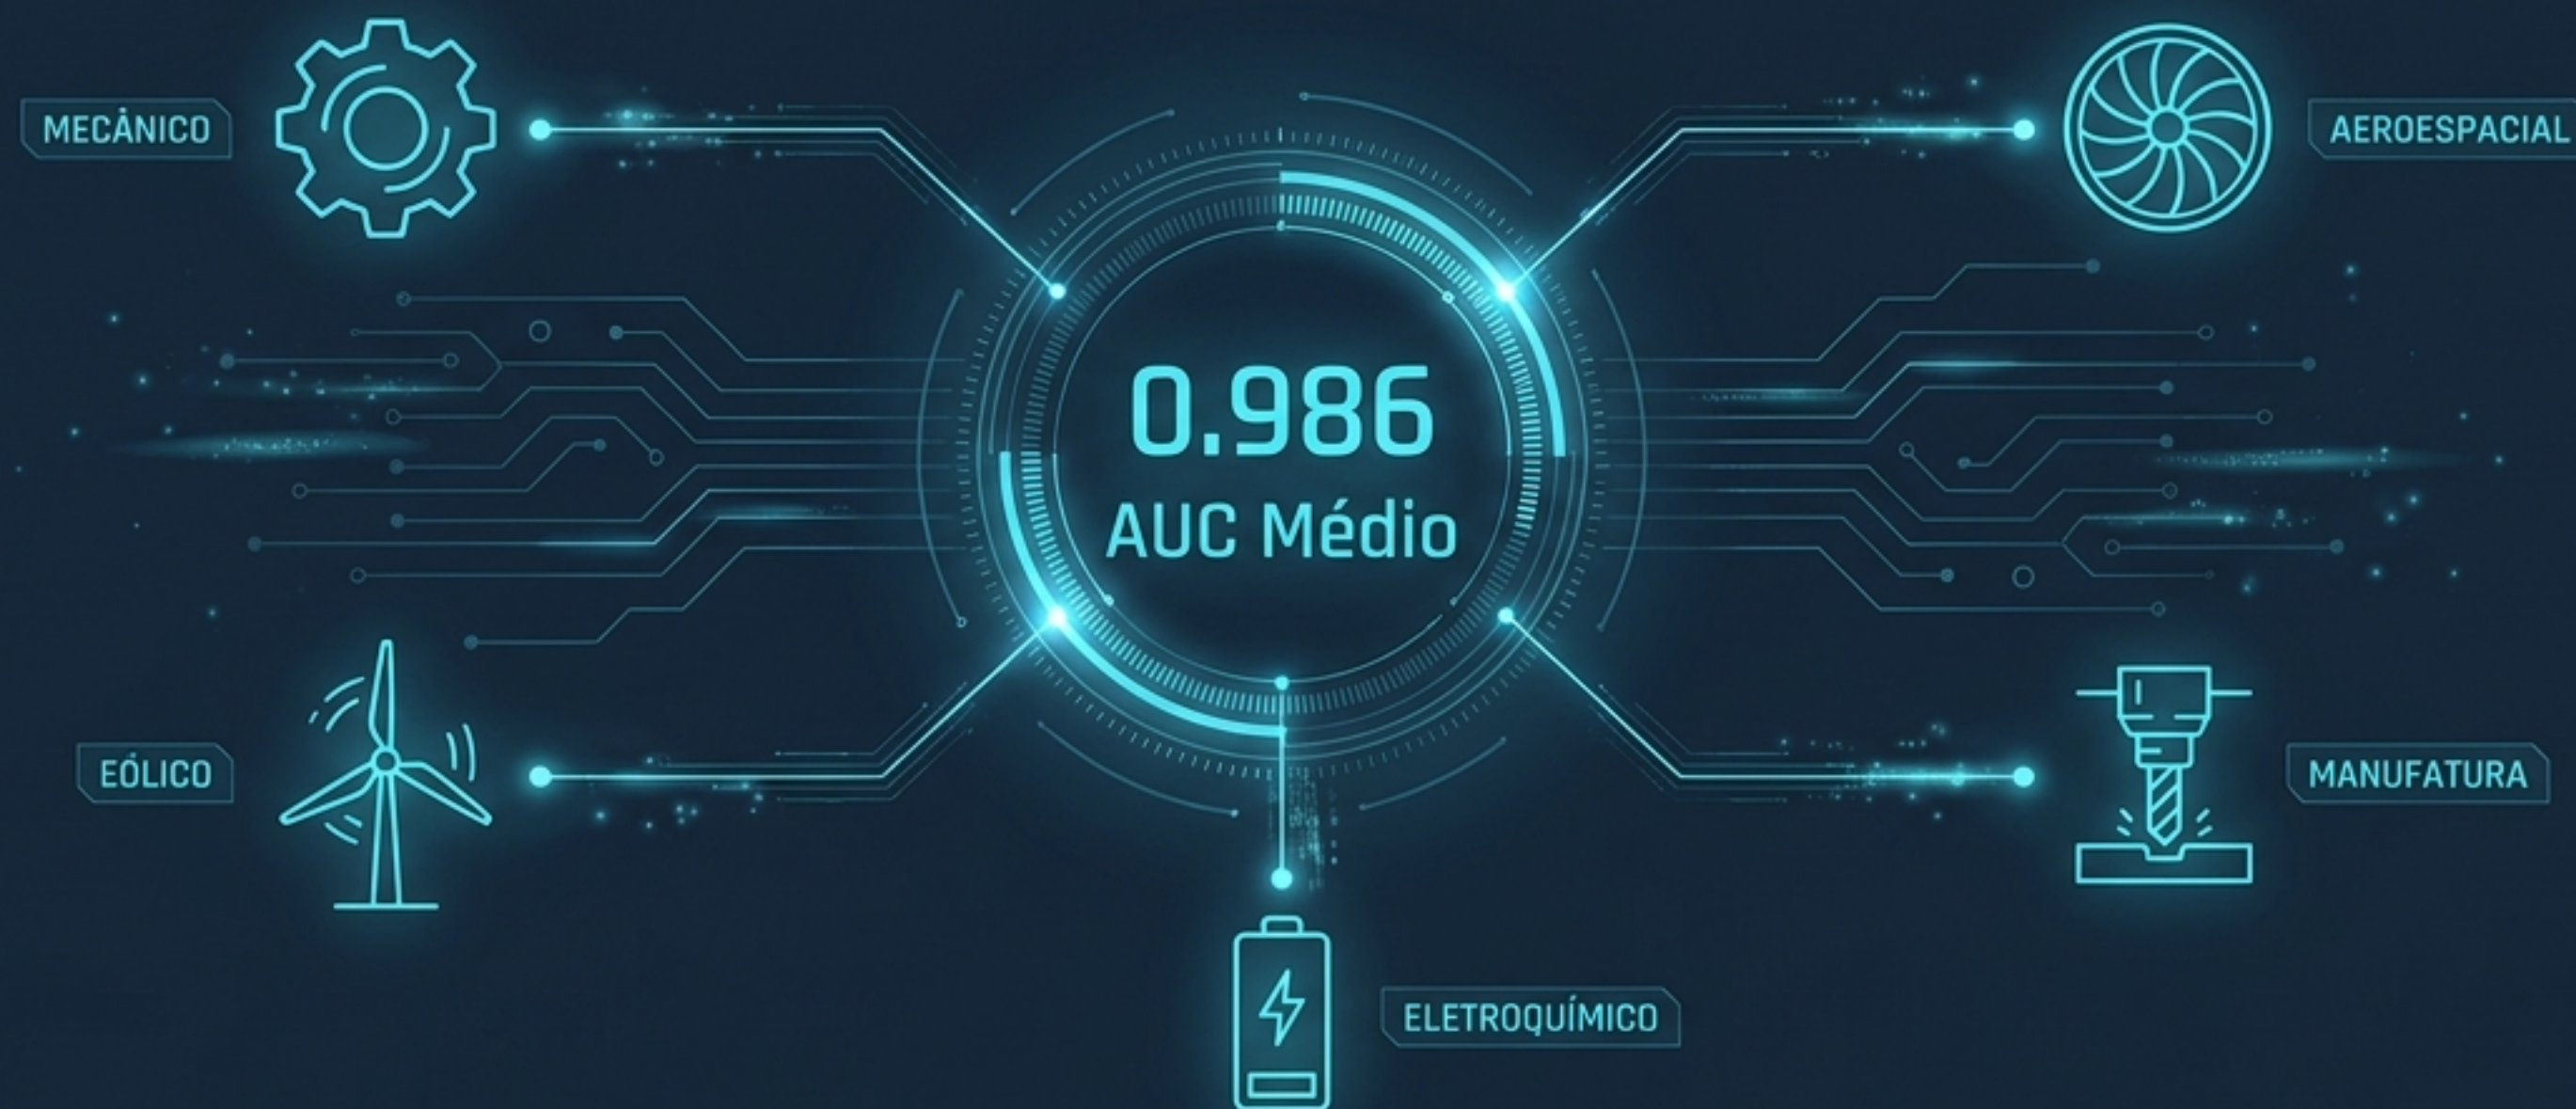 MECÂNICO
AEROESPACIAL
0.986
AUC Médio
EÓLICO
MANUFATURA
ELETROQUÍMICO